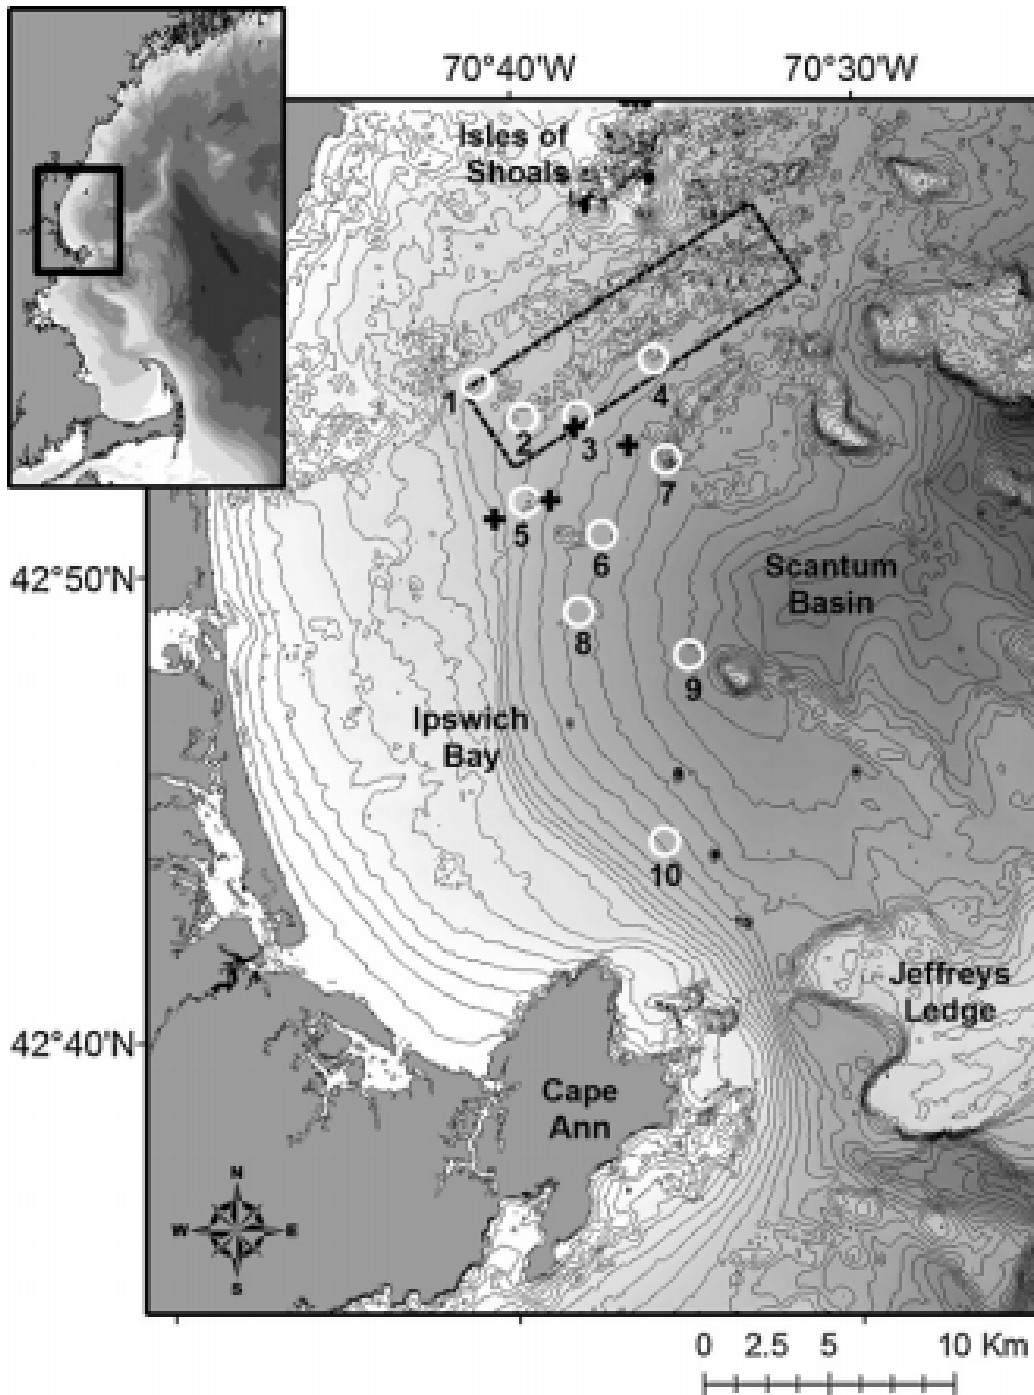 70°40'W 70°30'W
Isles of
Shoals
1
2
3
4
5
6
7
8
9
10
42°50'N
Scantum
Basin
Ipswich
Bay
Jeffreys
Ledge
42°40'N
Cape
Ann
N
W E
S
0 2.5 5 10 Km